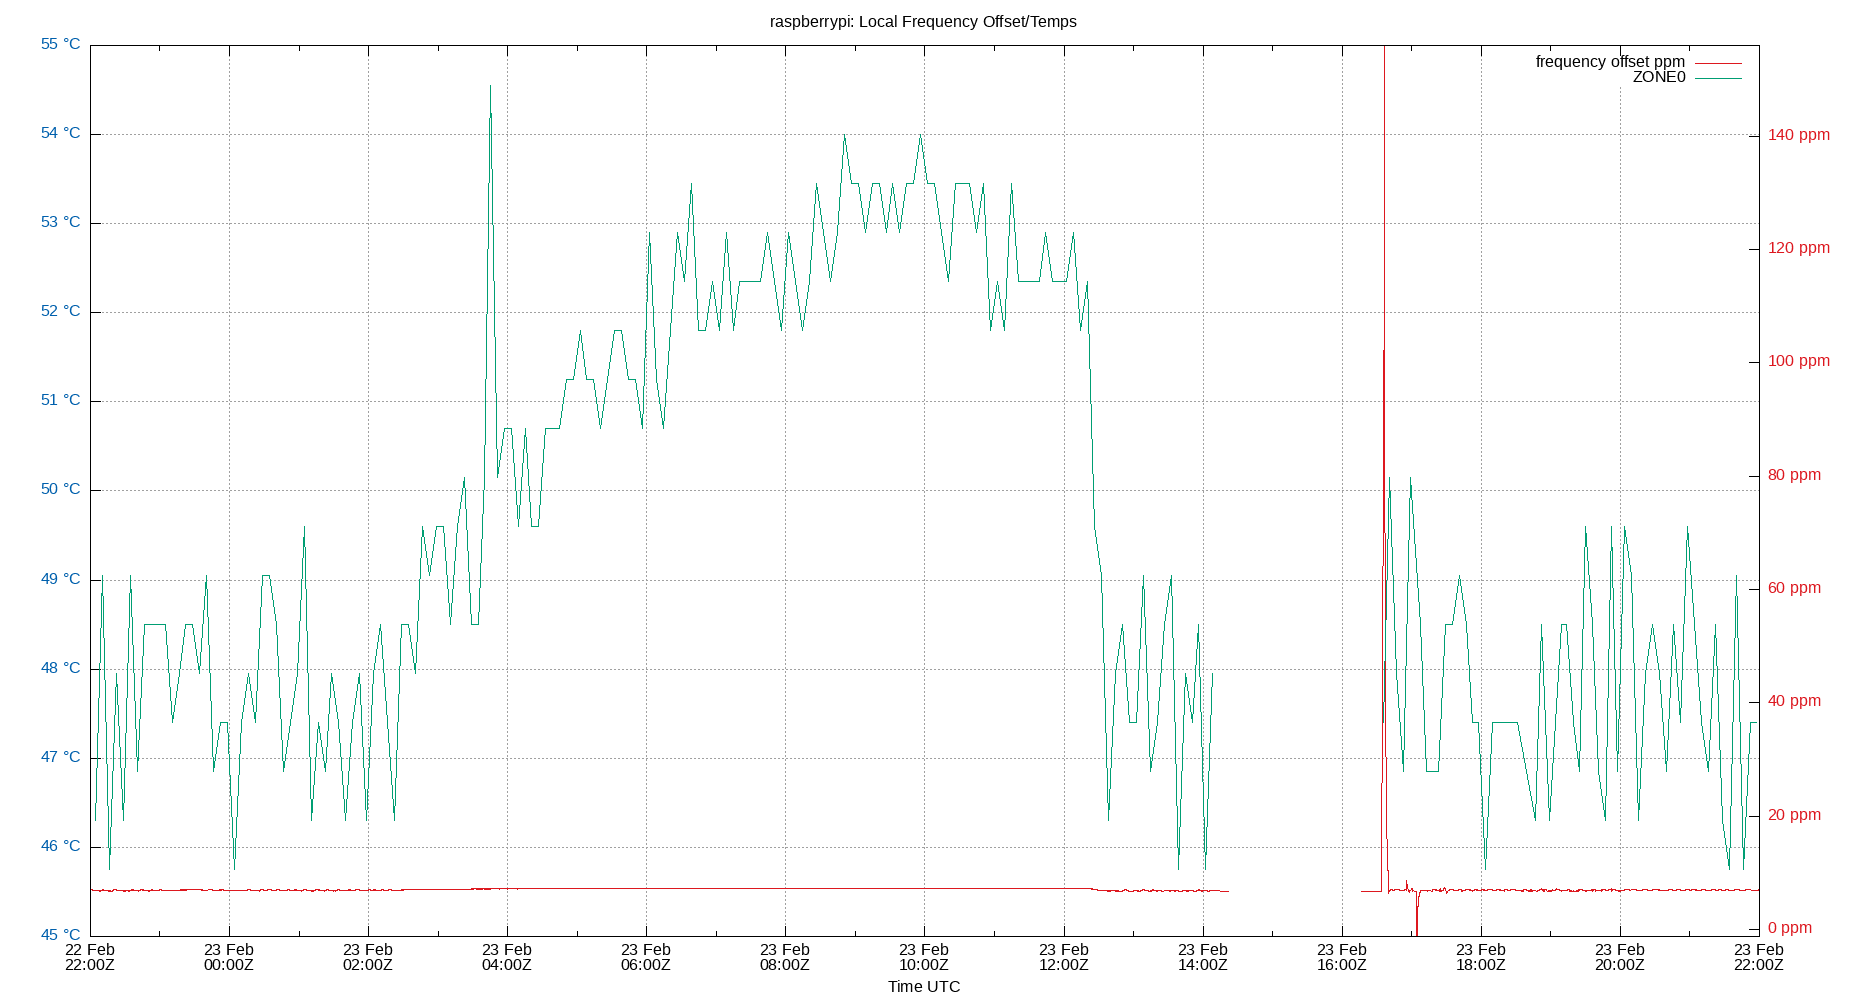 raspberrypi: Local Frequency Offset/Temps
frequency offset ppm
ZONE0
55 °C
54 °C
53 °C
52 °C
51 °C
50 °C
49 °C
48 °C
47 °C
46 °C
45 °C
140 ppm
120 ppm
100 ppm
80 ppm
60 ppm
40 ppm
20 ppm
0 ppm
22 Feb 23 Feb 23 Feb 23 Feb 23 Feb 23 Feb 23 Feb 23 Feb 23 Feb 23 Feb 23 Feb 23 Feb 23 Feb
22:00Z 00:00Z 02:00Z 04:00Z 06:00Z 08:00Z 10:00Z 12:00Z 14:00Z 16:00Z 18:00Z 20:00Z 22:00Z
Time UTC